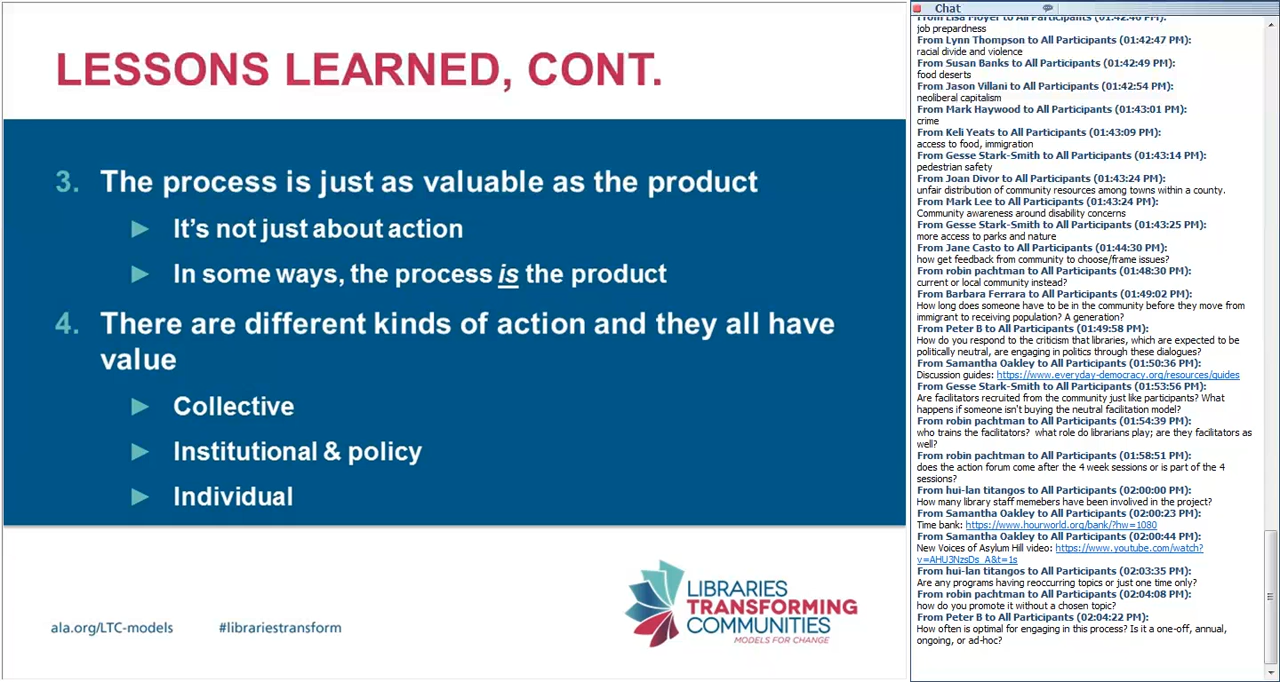 LESSONS LEARNED, CONT.
3. The process is just as valuable as the product
► It’s not just about action
► In some ways, the process is the product
4. There are different kinds of action and they all have
value
► Collective
► Institutional & policy
► Individual
ala.org/LTC-models
#librariestransform
LIBRARIES
TRANSFORMING
COMMUNITIES
MODELS FOR CHANGE
Chat
From Lisa Moyer to All Participants (01:42:46 PM):
job prepardness
From Lynn Thompson to All Participants (01:42:47 PM):
racial divide and violence
From Susan Banks to All Participants (01:42:49 PM):
food deserts
From Jason Villani to All Participants (01:42:54 PM):
neoliberal capitalism
From Mark Haywood to All Participants (01:43:01 PM):
crime
From Keli Yeats to All Participants (01:43:09 PM):
access to food, immigration
From Gesse Stark-Smith to All Participants (01:43:14 PM):
pedestrian safety
From Joan Divor to All Participants (01:43:24 PM):
unfair distribution of community resources among towns within a county.
From Mark Lee to All Participants (01:43:24 PM):
Community awareness around disability concerns
From Gesse Stark-Smith to All Participants (01:43:25 PM):
more access to parks and nature
From Jane Casto to All Participants (01:44:30 PM):
how get feedback from community to choose/frame issues?
From robin pachtman to All Participants (01:48:30 PM):
current or local community instead?
From Barbara Ferrara to All Participants (01:49:02 PM):
How long does someone have to be in the community before they move from
immigrant to receiving population? A generation?
From Peter B to All Participants (01:49:58 PM):
How do you respond to the criticism that libraries, which are expected to be
politically neutral, are engaging in politics through these dialogues?
From Samantha Oakley to All Participants (01:50:36 PM):
Discussion guides: https://www.everyday-democracy.org/resources/guides
From Gesse Stark-Smith to All Participants (01:53:56 PM):
Are facilitators recruited from the community just like participants? What
happens if someone isn't buying the neutral facilitation model?
From robin pachtman to All Participants (01:54:39 PM):
who trains the facilitators? what role do librarians play; are they facilitators as
well?
From robin pachtman to All Participants (01:58:51 PM):
does the action forum come after the 4 week sessions or is part of the 4
sessions?
From hui-lan titangos to All Participants (02:00:00 PM):
How many library staff memebers have been involved in the project?
From Samantha Oakley to All Participants (02:00:23 PM):
Time bank: https://www.hourworld.org/bank/?hw=1080
From Samantha Oakley to All Participants (02:00:44 PM):
New Voices of Asylum Hill video: https://www.youtube.com/watch?
v=AHU3NzsDs_A&t=1s
From hui-lan titangos to All Participants (02:03:35 PM):
Are any programs having reoccurring topics or just one time only?
From robin pachtman to All Participants (02:04:08 PM):
how do you promote it without a chosen topic?
From Peter B to All Participants (02:04:22 PM):
How often is optimal for engaging in this process? Is it a one-off, annual,
ongoing, or ad-hoc?